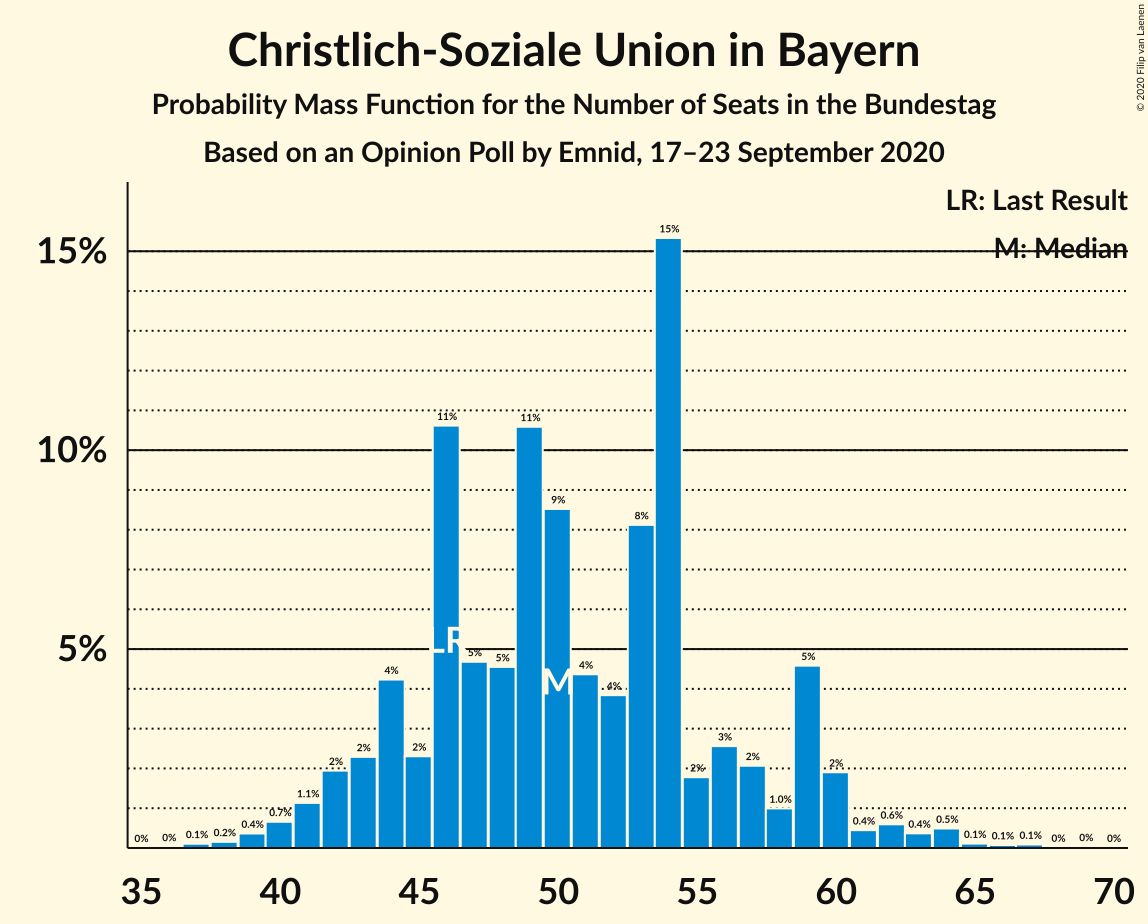 © 2020 Filip van Laenen
Christlich-Soziale Union in Bayern
Probability Mass Function for the Number of Seats in the Bundestag
Based on an Opinion Poll by Emnid, 17–23 September 2020
LR: Last Result
M: Median
15%
10%
5%
0% 0% 0.1% 0.2% 0.4% 0.7% 1.1% 2% 2% 4% 2% 11% 5% 5% 11% 9% 4% 4% 8% 15% 2% 3% 2% 1.0% 5% 2% 0.4% 0.6% 0.4% 0.5% 0.1% 0.1% 0.1% 0% 0% 0%
LR
M
35 40 45 50 55 60 65 70